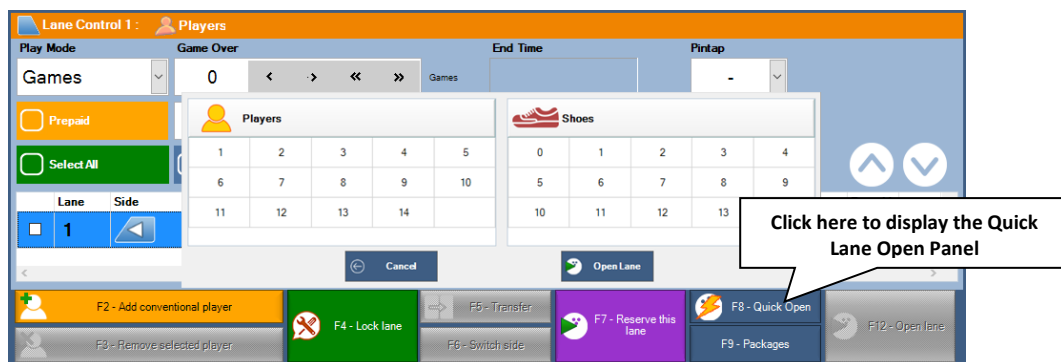 Lane Control 1 : Players
Play Mode Game Over End Time Pintap
Games 0 Games -
Prepaid
Players Shoes
Select All
1 2 3 4 5 0 1 2 3 4
6 7 8 9 10 5 6 7 8 9
11 12 13 14 10 11 12 13
Lane Side
1
Click here to display the Quick
Lane Open Panel
Cancel Open Lane
F2 - Add conventional player
F3 - Remove selected player
F4 - Lock lane
F5 - Transfer
F6 - Switch side
F7 - Reserve this
lane
F8 - Quick Open
F9 - Packages
F12 - Open lane